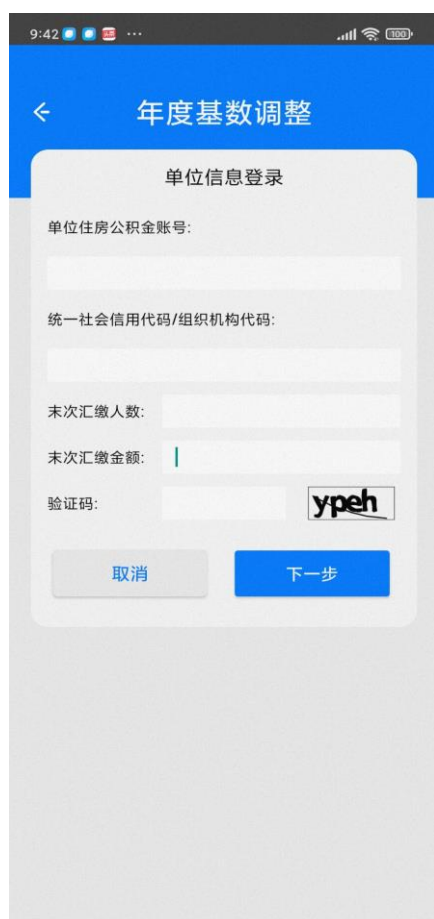 9:42
100
年度基数调整
单位信息登录
单位住房公积金账号:
统一社会信用代码/组织机构代码:
末次汇缴人数:
末次汇缴金额:
验证码:
ypeh
取消
下一步